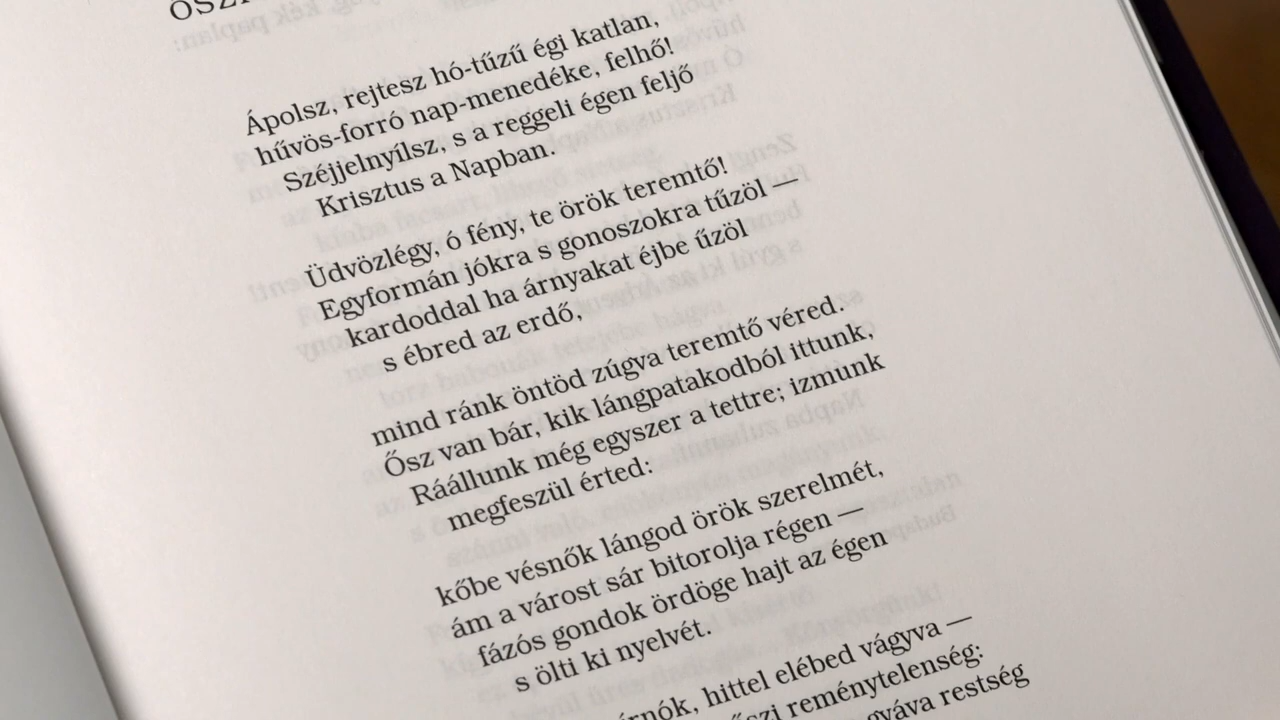 Ápolsz, rejtesz hó-tűzű égi katlan,
hűvös-forró nap-menedéke, felhő!
Széjjelnyílsz, s a reggeli égen feljő
Krisztus a Napban.
Üdvözlégy, ó fény, te örök teremtő!
Egyformán jókra s gonoszokra tűzöl —
kardoddal ha árnyakat éjbe űzöl
s ébred az erdő,
mind ránk öntöd zúgva teremtő véred.
Ősz van bár, kik lángpatakodból ittunk,
Ráállunk még egyszer a tettre; izmunk
megfeszül érted:
kőbe vésnők lángod örök szerelmét,
ám a várost sár bitorolja régen —
fázós gondok ördöge hajt az égen
s ölti ki nyelvét.
hittel elébed vágyva —
reménytelenség:
restség